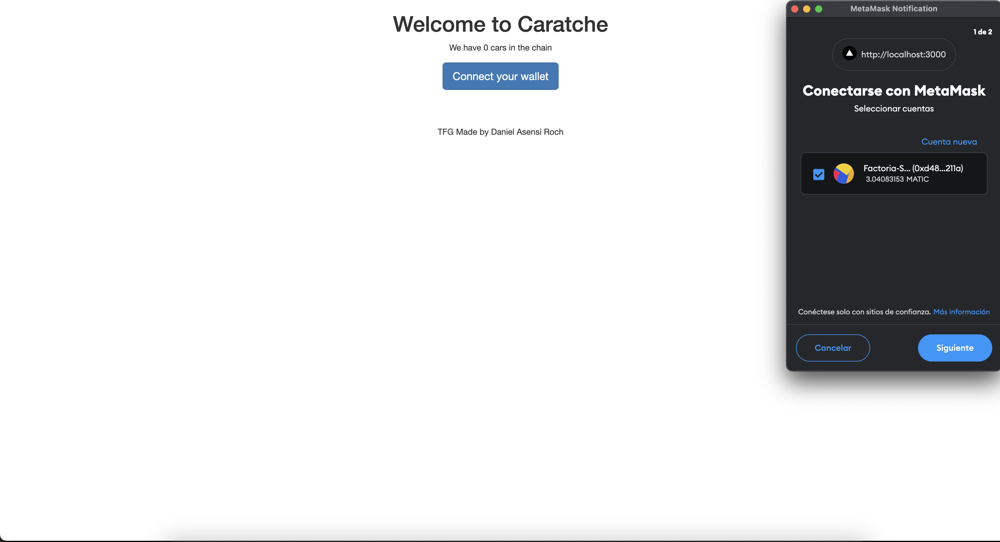 Welcome to Caratche
We have 0 cars in the chain
Connect your wallet
TFG Made by Daniel Asensi Roch
MetaMask Notification
1 de 2
http://localhost:3000
Conectarse con MetaMask
Seleccionar cuentas
Cuenta nueva
Factoria-S... (0xd48...211a)
3.04083153 MATIC
Conéctese solo con sitios de confianza. Más información
Cancelar
Siguiente